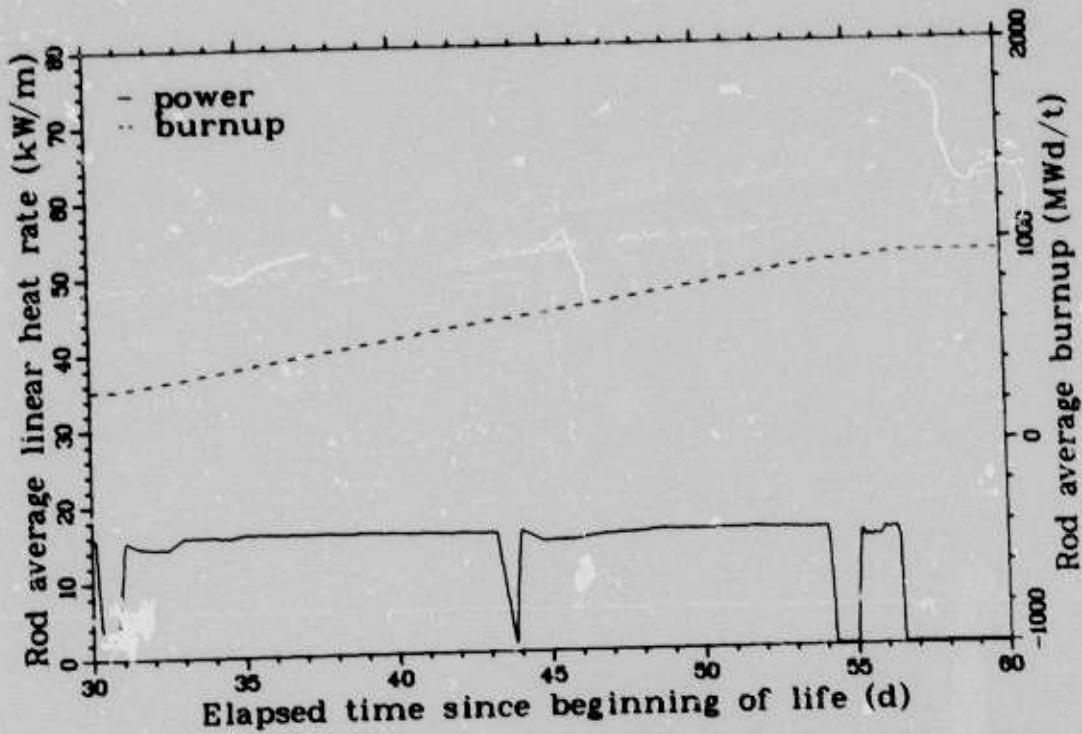 Rod average linear heat rate (kW/m)
80
70
60
50
40
30
20
10
0
– power
-- burnup
2000
1000
0
-1000
Rod average burnup (MWd/t)
30 35 40 45 50 55 60
Elapsed time since beginning of life (d)